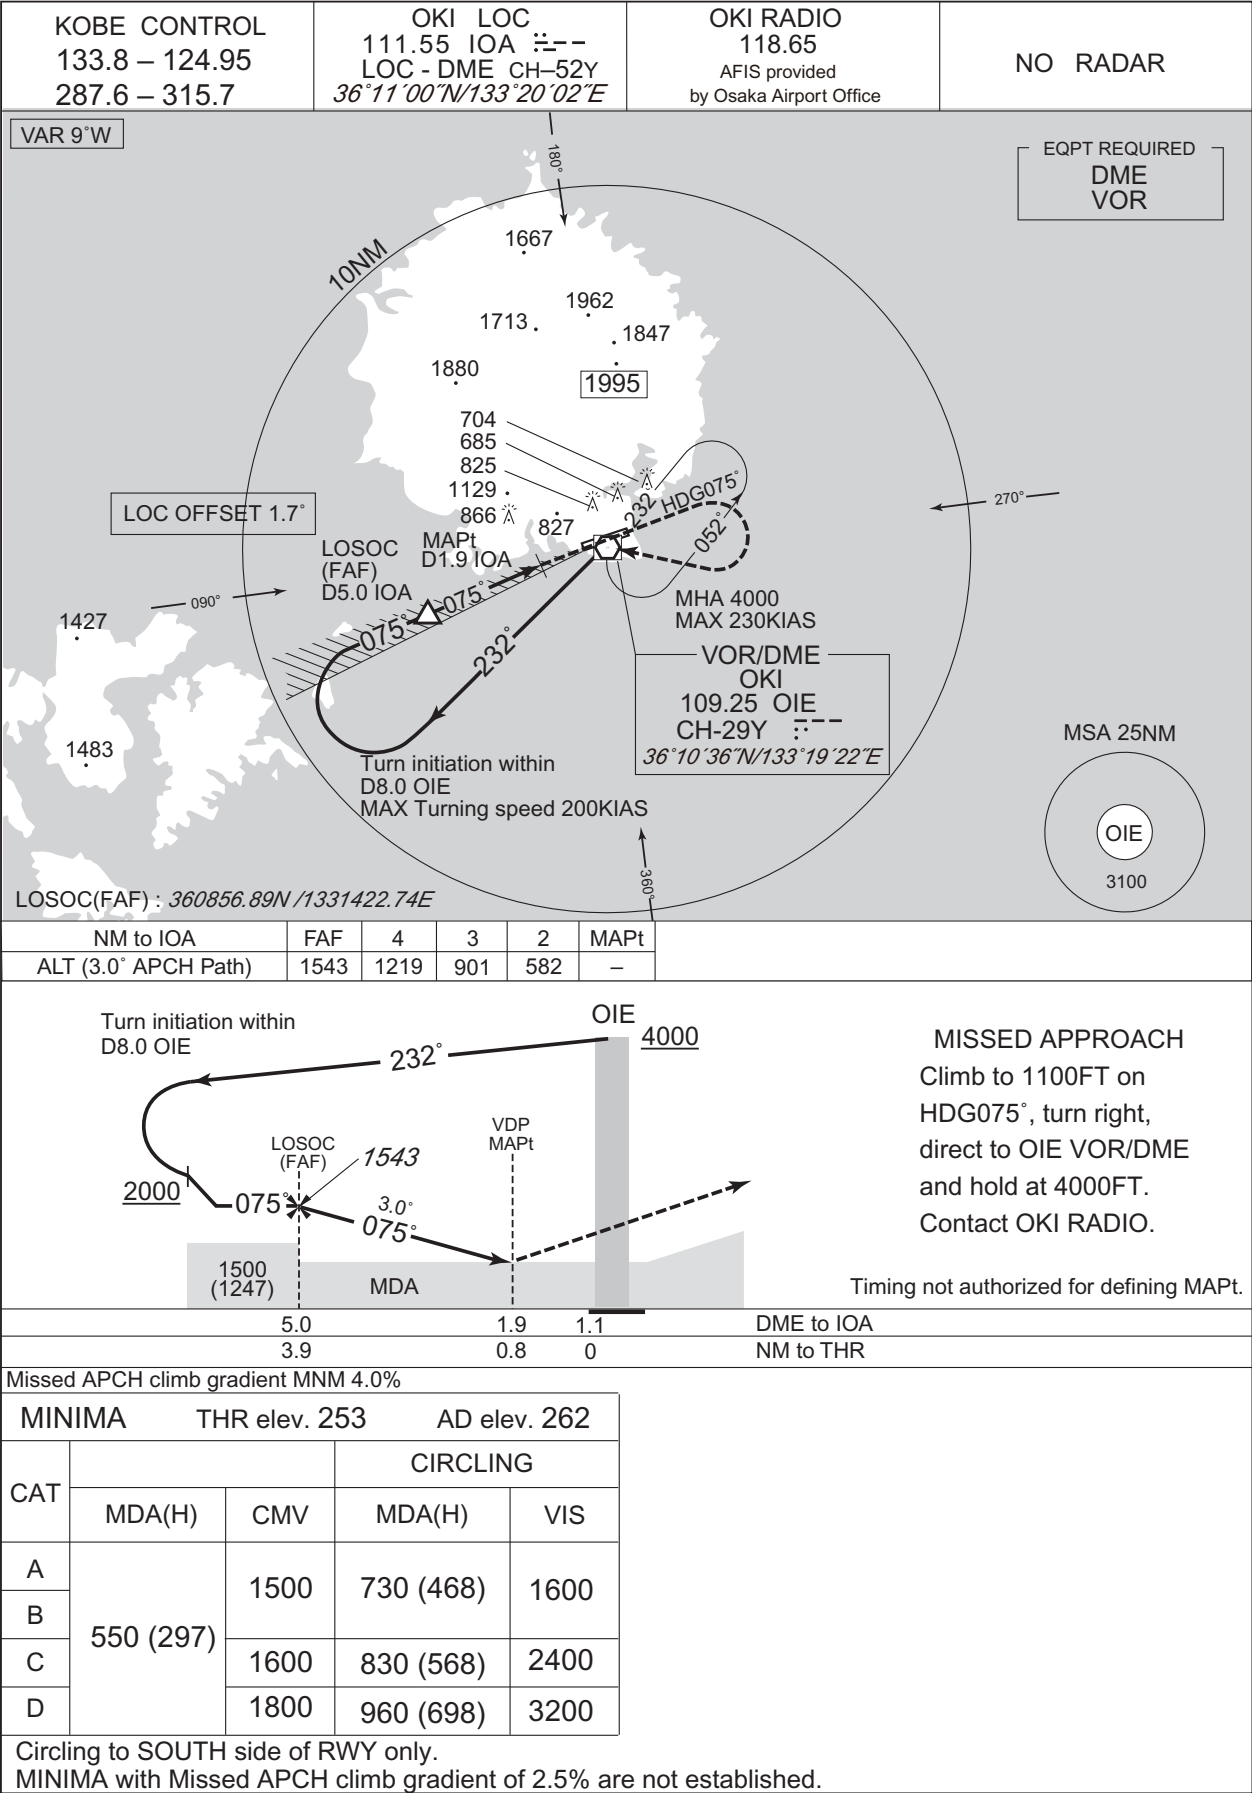 KOBE CONTROL
133.8 – 124.95
287.6 – 315.7
OKI LOC
111.55 IOA
LOC - DME CH–52Y
36°11´00˝N/133°20´02˝E
OKI RADIO
118.65
AFIS provided
by Osaka Airport Office
NO RADAR
VAR 9°W
EQPT REQUIRED
DME
VOR
180°
10NM
1667
1962
1713
1847
1880
1995
704
685
825
1129
866
827
232
HDG075°
052°
270°
LOC OFFSET 1.7°
LOSOC
(FAF)
D5.0 IOA
MAPt
D1.9 IOA
090°
075°
075°
232°
1427
1483
MHA 4000
MAX 230KIAS
VOR/DME
OKI
109.25 OIE
CH-29Y
36°10´36˝N/133°19´22˝E
Turn initiation within
D8.0 OIE
MAX Turning speed 200KIAS
360°
MSA 25NM
OIE
3100
LOSOC(FAF) : 360856.89N /1331422.74E
NM to IOA FAF 4 3 2 MAPt
ALT (3.0° APCH Path) 1543 1219 901 582 –
Turn initiation within
D8.0 OIE
232°
OIE
4000
LOSOC
(FAF)
1543
VDP
MAPt
2000
075°
3.0°
075°
1500
(1247)
MDA
MISSED APPROACH
Climb to 1100FT on
HDG075°, turn right,
direct to OIE VOR/DME
and hold at 4000FT.
Contact OKI RADIO.
Timing not authorized for defining MAPt.
5.0 1.9 1.1 DME to IOA
3.9 0.8 0 NM to THR
Missed APCH climb gradient MNM 4.0%
MINIMA THR elev. 253 AD elev. 262
CAT
CIRCLING
MDA(H) CMV MDA(H) VIS
A
B
550 (297)
1500 730 (468) 1600
C 1600 830 (568) 2400
D 1800 960 (698) 3200
Circling to SOUTH side of RWY only.
MINIMA with Missed APCH climb gradient of 2.5% are not established.